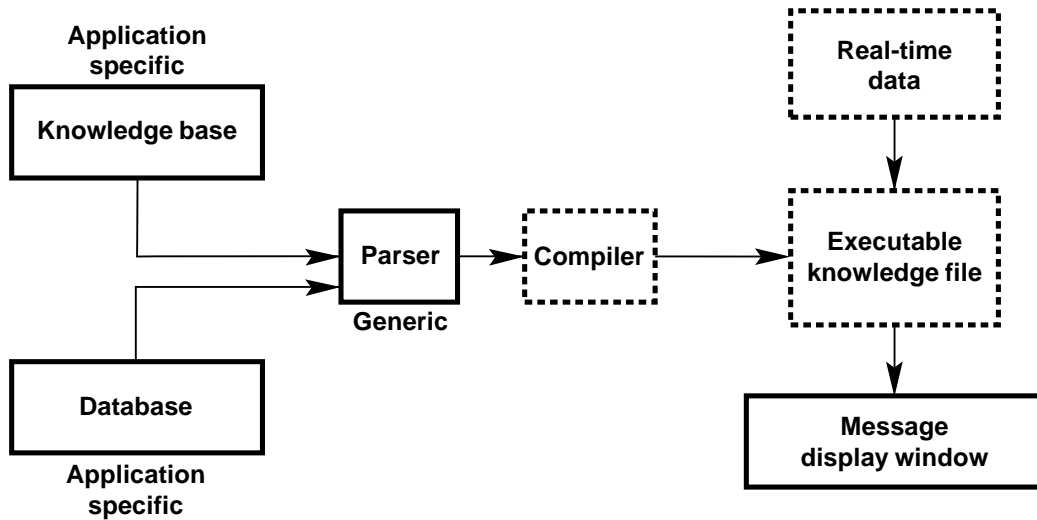 Application
specific
Knowledge base
Real-time
data
Parser
Generic
Compiler
Executable
knowledge file
Database
Application
specific
Message
display window